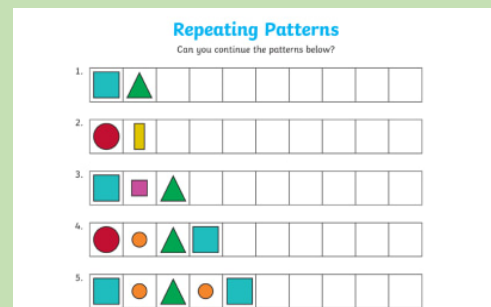 Repeating Patterns
Can you continue the patterns below?
1.
2.
3.
4.
5.